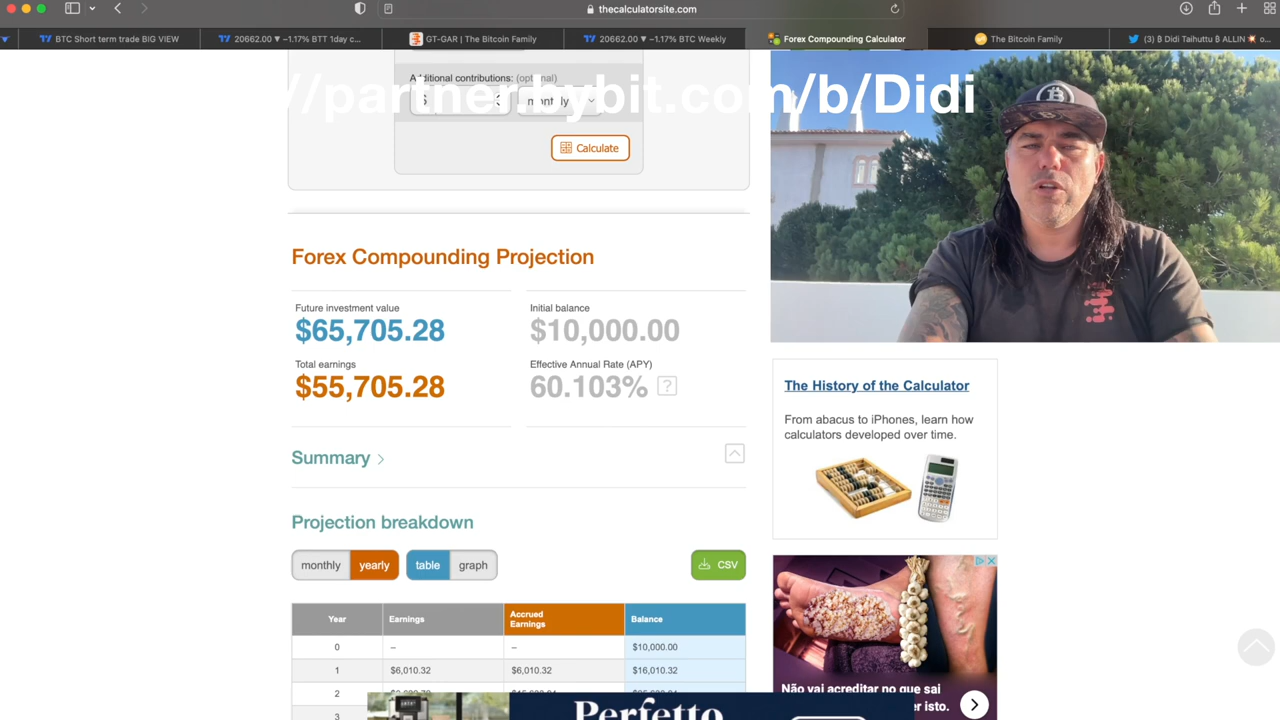 thecalculatorsite.com
BTC Short term trade BIG VIEW
20662.00 ▼ −1.17% BTT 1day c...
GT-GAR | The Bitcoin Family
20662.00 ▼ −1.17% BTC Weekly
Forex Compounding Calculator
The Bitcoin Family
(3) ₿ Didi Taihuttu ₿ ALLIN 💥 o...
//partner.bybit.com/b/Didi
Additional contributions: (optional)
$
monthly
Calculate
Forex Compounding Projection
Future investment value
$65,705.28
Initial balance
$10,000.00
Total earnings
$55,705.28
Effective Annual Rate (APY)
60.103% ?
Summary >
Projection breakdown
monthly yearly table graph CSV
Year Earnings Accrued Earnings Balance
0 – – $10,000.00
1 $6,010.32 $6,010.32 $16,010.32
2
3
The History of the Calculator
From abacus to iPhones, learn how
calculators developed over time.
Não vai acreditar no que sai
er isto.
Perfetto